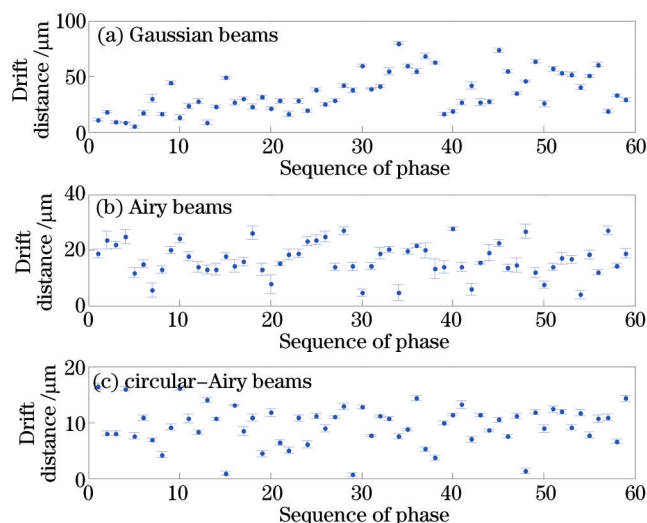 100
(a) Gaussian beams
50
0
Drift
distance /μm
0 10 20 30 40 50 60
Sequence of phase
40
(b) Airy beams
20
0
Drift
distance /μm
0 10 20 30 40 50 60
Sequence of phase
20
(c) circular–Airy beams
10
0
Drift
distance /μm
0 10 20 30 40 50 60
Sequence of phase